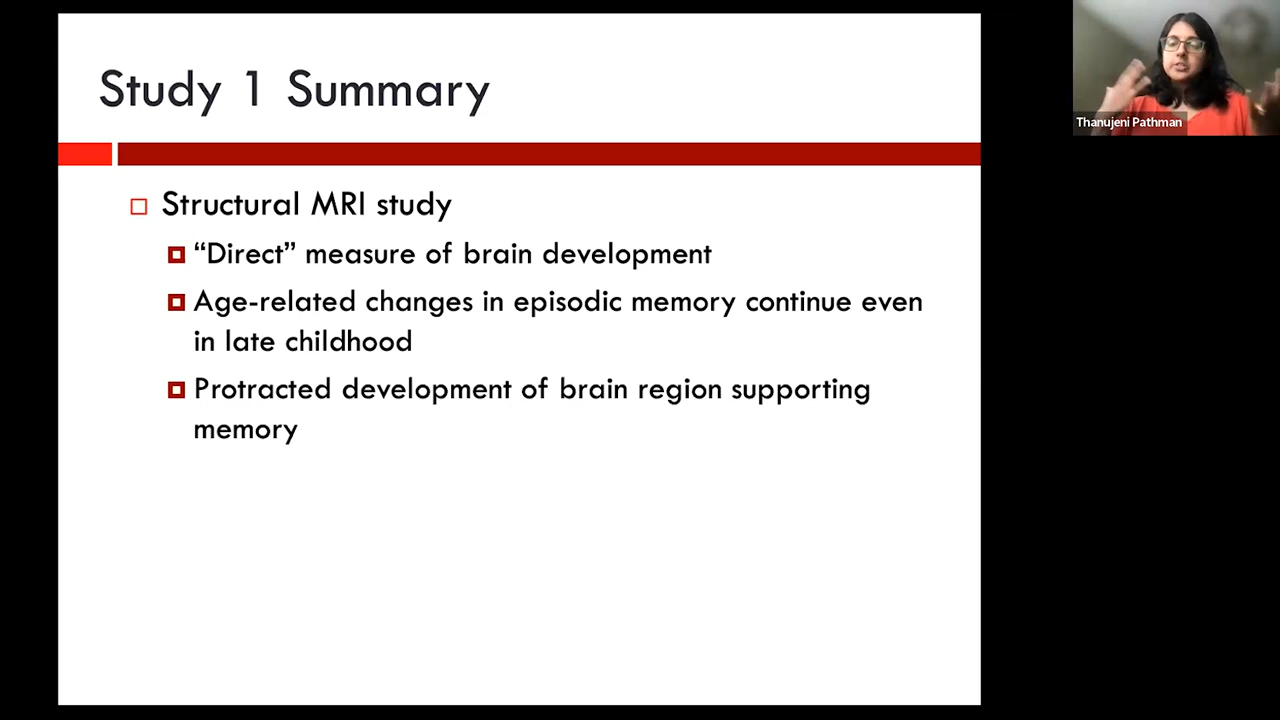 Study 1 Summary
Thanujeni Pathman
Structural MRI study
“Direct” measure of brain development
Age-related changes in episodic memory continue even
in late childhood
Protracted development of brain region supporting
memory